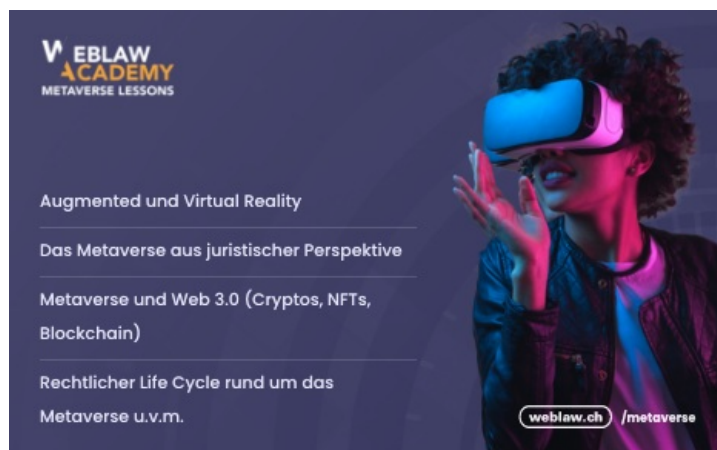 WEBLAW
ACADEMY
METAVERSE LESSONS
Augmented und Virtual Reality
Das Metaverse aus juristischer Perspektive
Metaverse und Web 3.0 (Cryptos, NFTs,
Blockchain)
Rechtlicher Life Cycle rund um das
Metaverse u.v.m.
weblaw.ch /metaverse